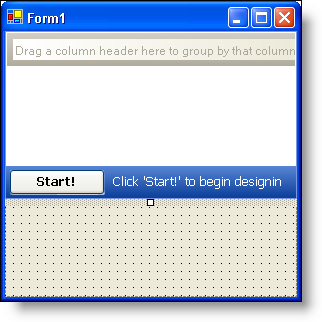 Form1
Drag a column header here to group by that column
Start!
Click 'Start!' to begin designin